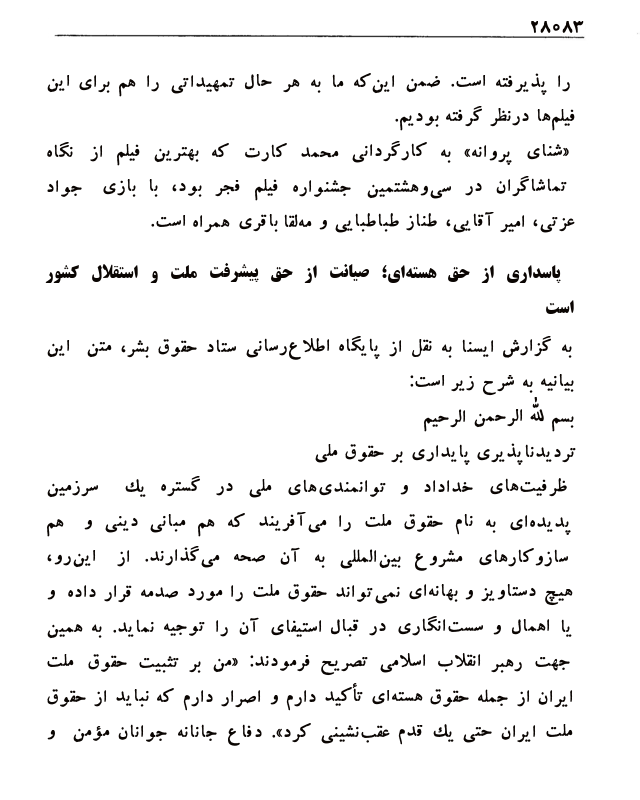 ۲۸۰۸۳
را پذیرفته است. ضمن این‌که ما به هر حال تمهیداتی را هم برای این
فیلم‌ها درنظر گرفته بودیم.
«شنای پروانه» به کارگردانی محمد کارت که بهترین فیلم از نگاه
تماشاگران در سی‌وهشتمین جشنواره فیلم فجر بود، با بازی جواد
عزتی، امیر آقایی، طناز طباطبایی و مه‌لقا باقری همراه است.
پاسداری از حق هسته‌ای؛ صیانت از حق پیشرفت ملت و استقلال کشور
است
به گزارش ایسنا به نقل از پایگاه اطلاع‌رسانی ستاد حقوق بشر، متن این
بیانیه به شرح زیر است:
بسم لله الرحمن الرحیم
تردیدناپذیری پایداری بر حقوق ملی
ظرفیت‌های خداداد و توانمندی‌های ملی در گستره یك سرزمین
پدیده‌ای به نام حقوق ملت را می‌آفریند که هم مبانی دینی و هم
سازوکارهای مشروع بین‌المللی به آن صحه می‌گذارند. از این‌رو،
هیچ دستاویز و بهانه‌ای نمی‌تواند حقوق ملت را مورد صدمه قرار داده و
یا اهمال و سست‌انگاری در قبال استیفای آن را توجیه نماید. به همین
جهت رهبر انقلاب اسلامی تصریح فرمودند: «من بر تثبیت حقوق ملت
ایران از جمله حقوق هسته‌ای تأکید دارم و اصرار دارم که نباید از حقوق
ملت ایران حتی یك قدم عقب‌نشینی کرد». دفاع جانانه جوانان مؤمن و